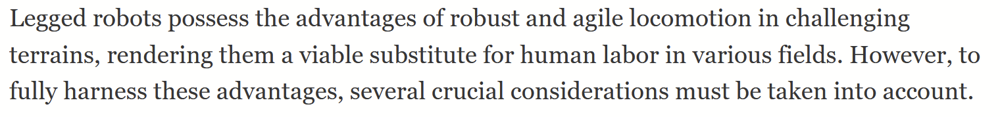 Legged robots possess the advantages of robust and agile locomotion in challenging
terrains, rendering them a viable substitute for human labor in various fields. However, to
fully harness these advantages, several crucial considerations must be taken into account.